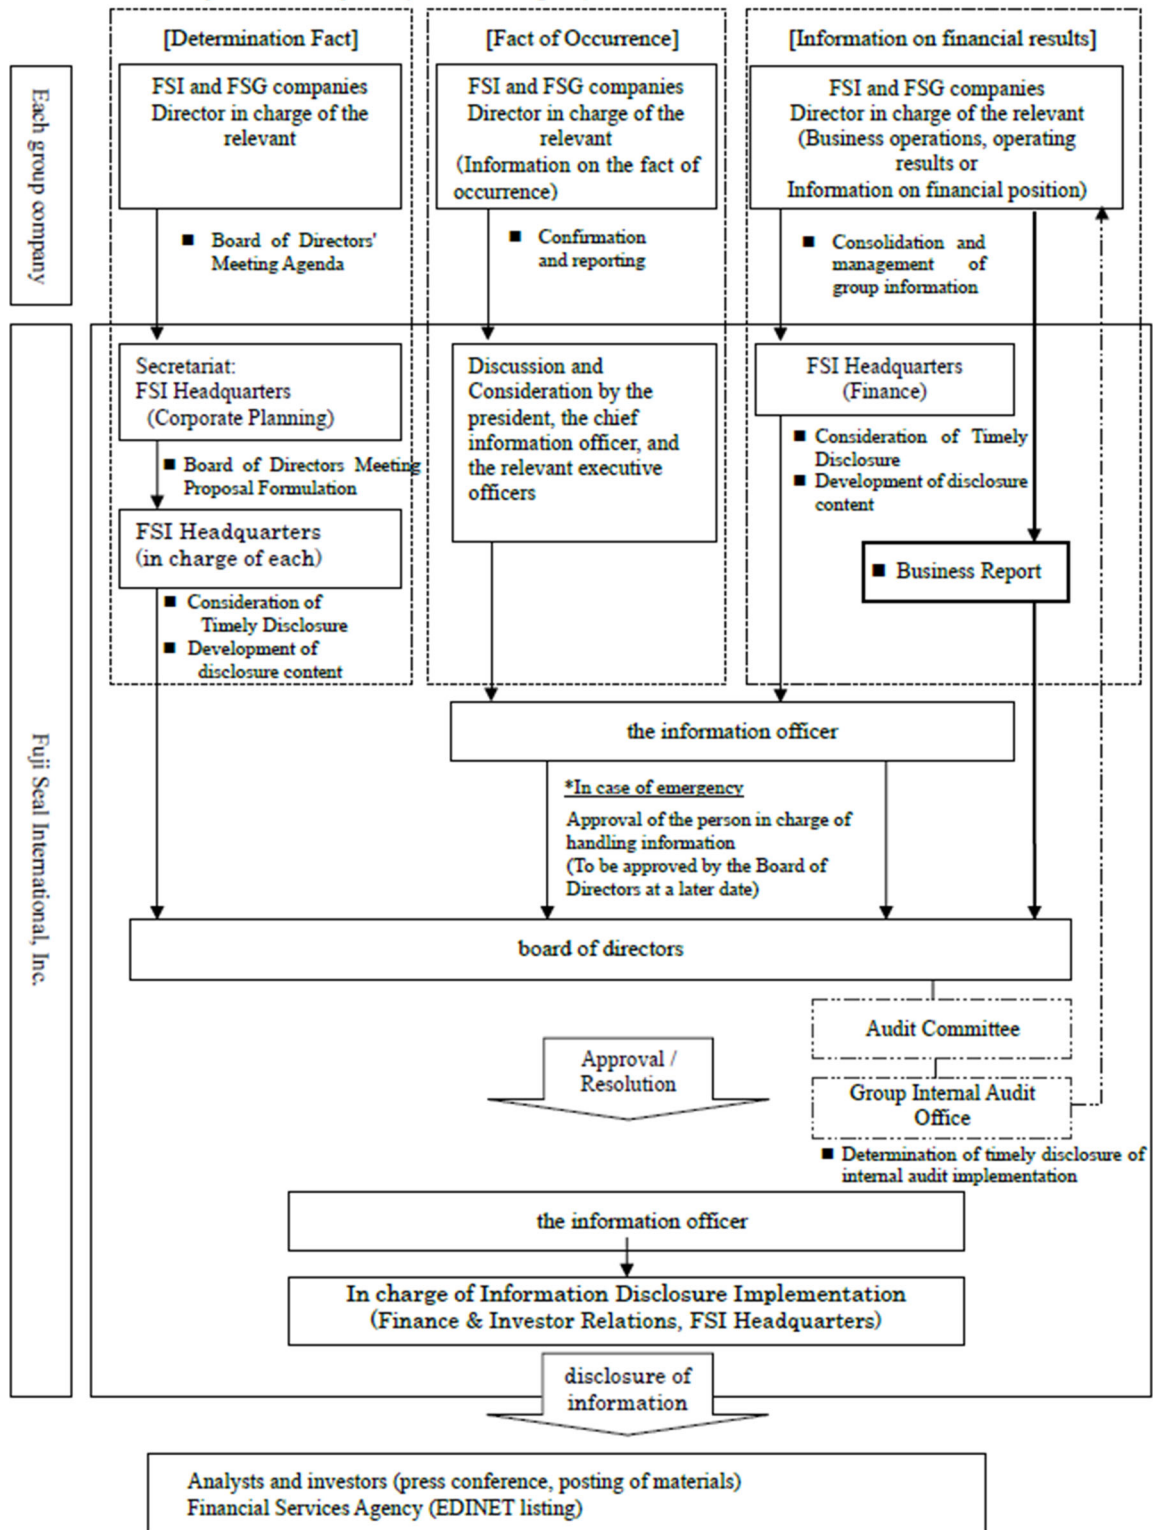 [Determination Fact]
[Fact of Occurrence]
[Information on financial results]
Each group company
FSI and FSG companies
Director in charge of the
relevant
FSI and FSG companies
Director in charge of the
relevant
(Information on the fact of
occurrence)
FSI and FSG companies
Director in charge of the relevant
(Business operations, operating
results or
Information on financial position)
■ Board of Directors'
Meeting Agenda
■ Confirmation
and reporting
■ Consolidation and
management of
group information
Fuji Seal International, Inc.
Secretariat:
FSI Headquarters
(Corporate Planning)
■ Board of Directors Meeting
Proposal Formulation
FSI Headquarters
(in charge of each)
■ Consideration of
Timely Disclosure
■ Development of
disclosure content
Discussion and
Consideration by the
president, the chief
information officer, and
the relevant executive
officers
FSI Headquarters
(Finance)
■ Consideration of Timely
Disclosure
■ Development of disclosure
content
■ Business Report
the information officer
*In case of emergency
Approval of the person in charge of
handling information
(To be approved by the Board of
Directors at a later date)
board of directors
Audit Committee
Group Internal Audit
Office
■ Determination of timely disclosure of
internal audit implementation
Approval /
Resolution
the information officer
In charge of Information Disclosure Implementation
(Finance & Investor Relations, FSI Headquarters)
disclosure of
information
Analysts and investors (press conference, posting of materials)
Financial Services Agency (EDINET listing)